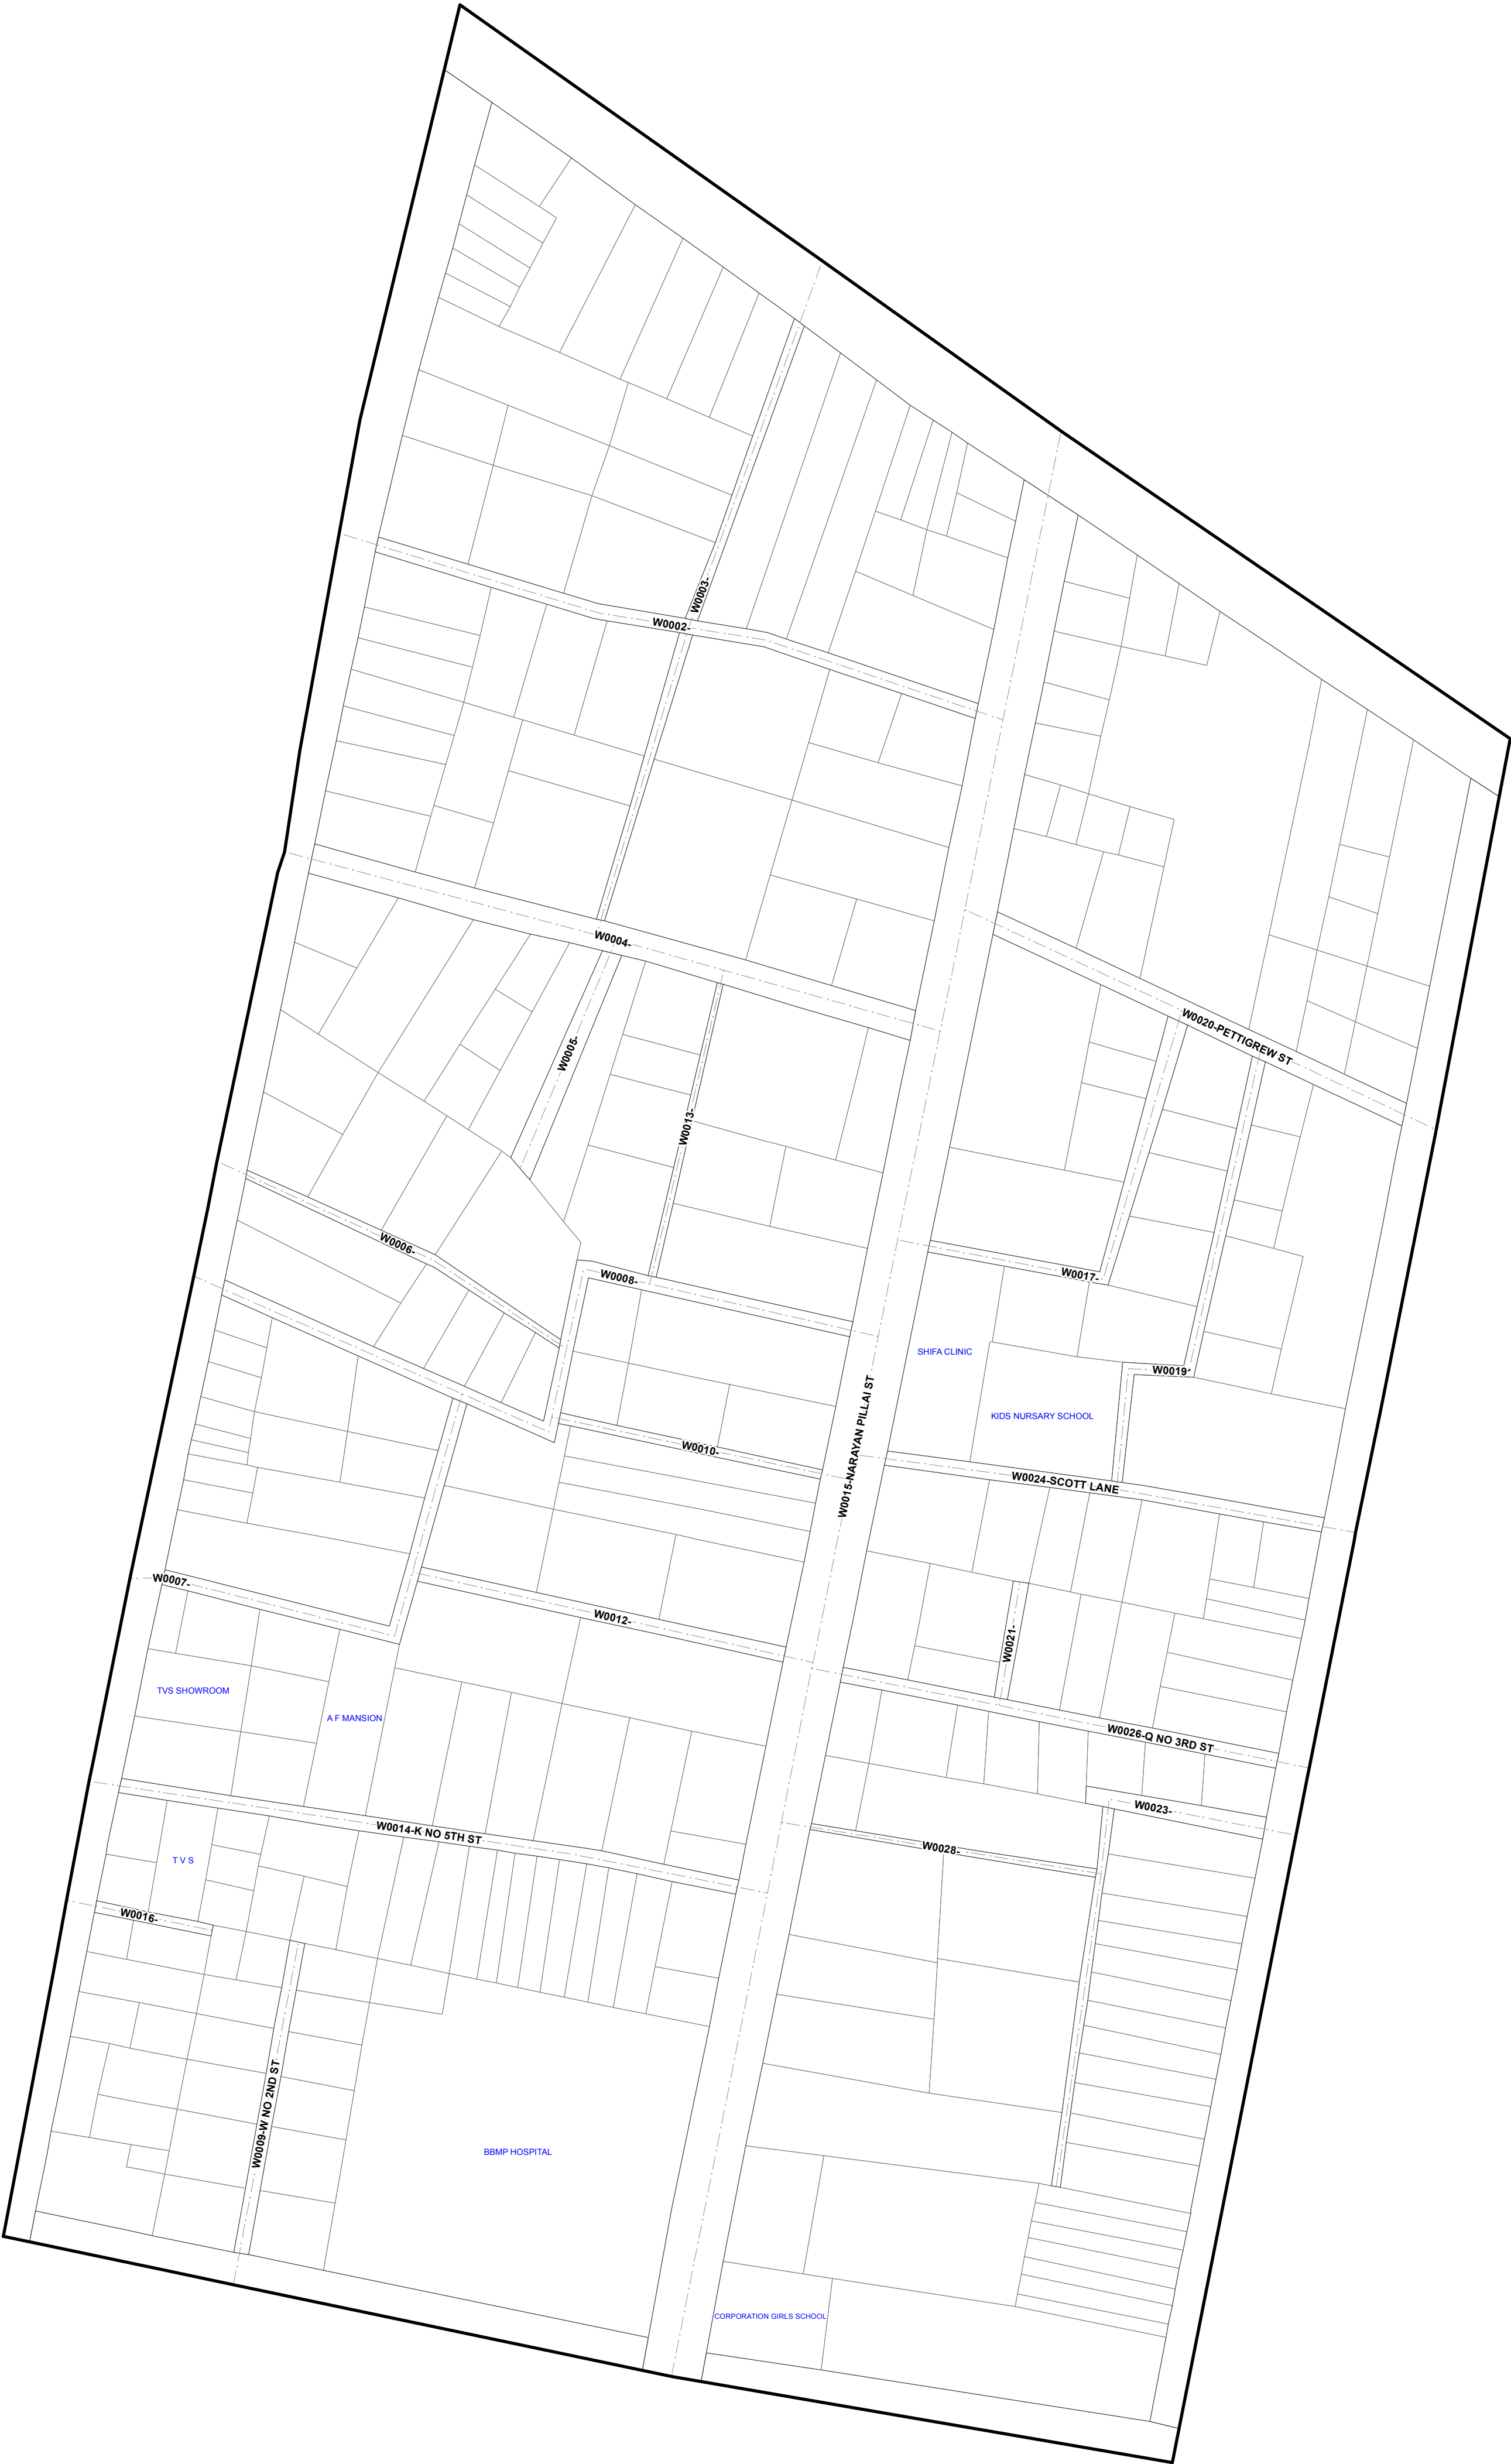 W0003-
W0002-
W0004-
W0020-PETTIGREW ST
W0005-
W0013-
W0006-
W0017-
W0008-
SHIFA CLINIC
W0019-
W0015-NARAYAN PILLAI ST
KIDS NURSARY SCHOOL
W0010-
W0024-SCOTT LANE
W0007-
W0012-
W0021-
TVS SHOWROOM
A F MANSION
W0026-Q NO 3RD ST
W0023-
W0014-K NO 5TH ST
W0028-
T V S
W0016-
W0009-W NO 2ND ST
BBMP HOSPITAL
CORPORATION GIRLS SCHOOL